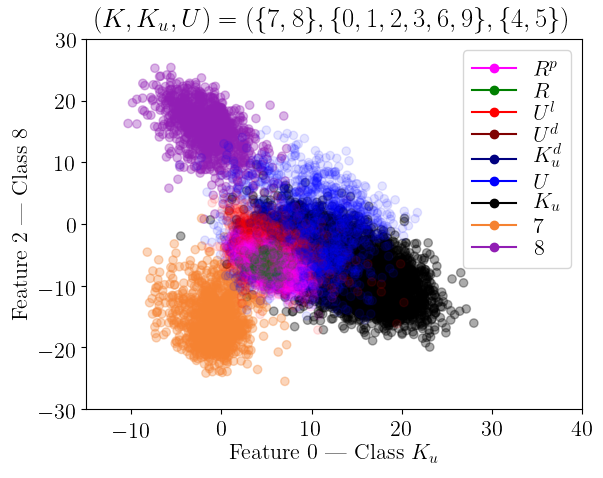 (K, K_u, U) = ({7, 8}, {0, 1, 2, 3, 6, 9}, {4, 5})
30
20
10
0
−10
−20
−30
Feature 2 — Class 8
R^p
R
U^l
U^d
K_u^d
U
K_u
7
8
−10
0
10
20
30
40
Feature 0 — Class K_u